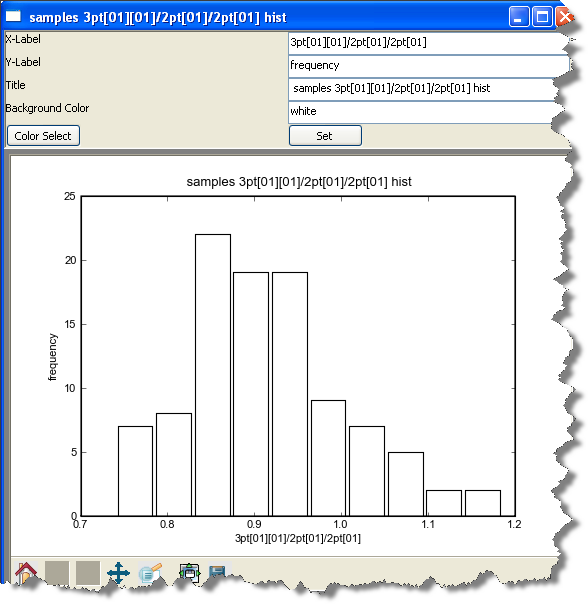 samples 3pt[01][01]/2pt[01]/2pt[01] hist
X-Label 3pt[01][01]/2pt[01]/2pt[01]
Y-Label frequency
Title samples 3pt[01][01]/2pt[01]/2pt[01] hist
Background Color white
Color Select Set
samples 3pt[01][01]/2pt[01]/2pt[01] hist
25
20
15
frequency
10
5
0
0.7 0.8 0.9 1.0 1.1 1.2
3pt[01][01]/2pt[01]/2pt[01]